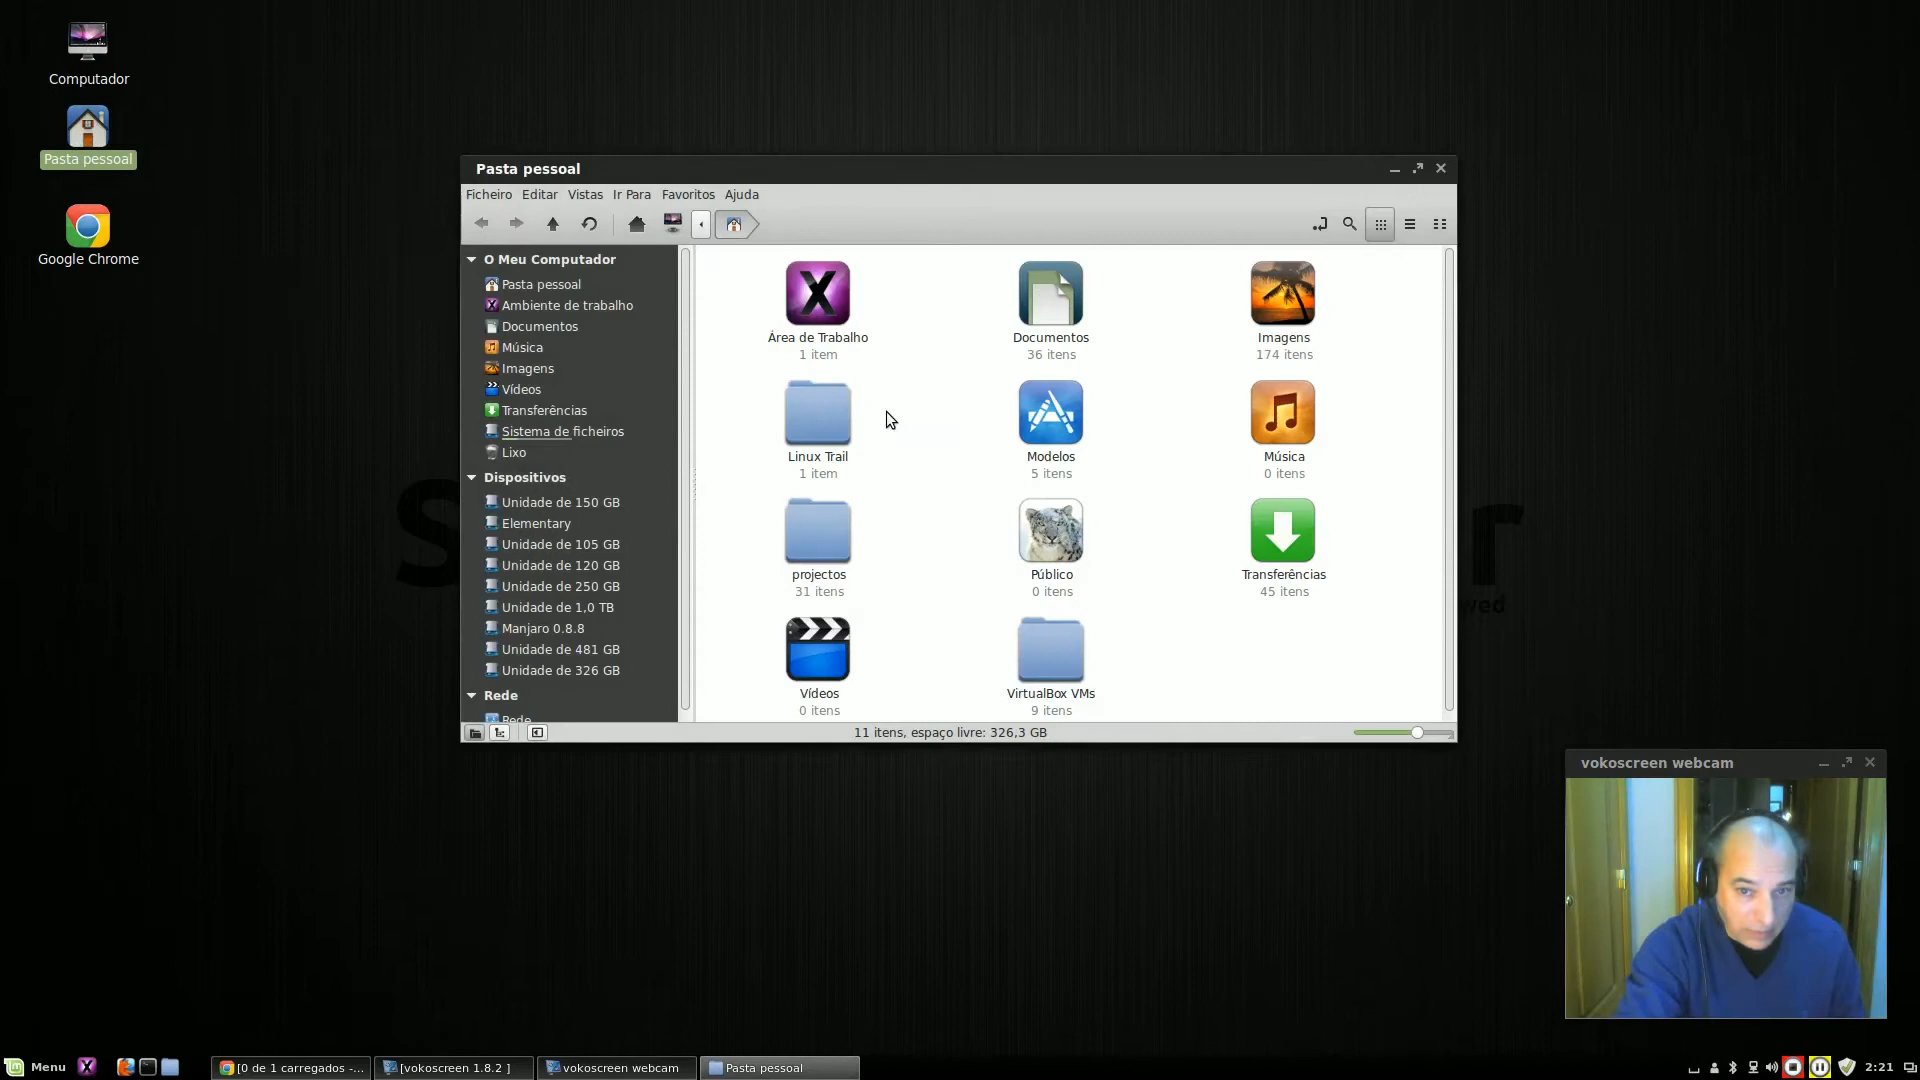 Computador
Pasta pessoal
Google Chrome
Pasta pessoal
Ficheiro Editar Vistas Ir Para Favoritos Ajuda
O Meu Computador
Pasta pessoal
Ambiente de trabalho
Documentos
Música
Imagens
Vídeos
Transferências
Sistema de ficheiros
Lixo
Dispositivos
Unidade de 150 GB
Elementary
Unidade de 105 GB
Unidade de 120 GB
Unidade de 250 GB
Unidade de 1,0 TB
Manjaro 0.8.8
Unidade de 481 GB
Unidade de 326 GB
Rede
Rede
Área de Trabalho
1 item
Documentos
36 itens
Imagens
174 itens
Linux Trail
1 item
Modelos
5 itens
Música
0 itens
projectos
31 itens
Público
0 itens
Transferências
45 itens
Vídeos
0 itens
VirtualBox VMs
9 itens
11 itens, espaço livre: 326,3 GB
vokoscreen webcam
Menu
[0 de 1 carregados -...
[vokoscreen 1.8.2 ]
vokoscreen webcam
Pasta pessoal
2:21